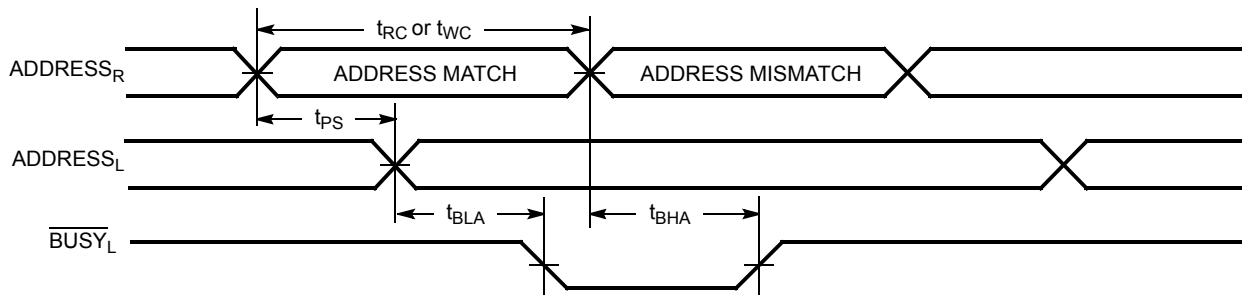 tRC or tWC
ADDRESSR
ADDRESS MATCH
ADDRESS MISMATCH
tPS
ADDRESSL
tBLA
tBHA
BUSYL